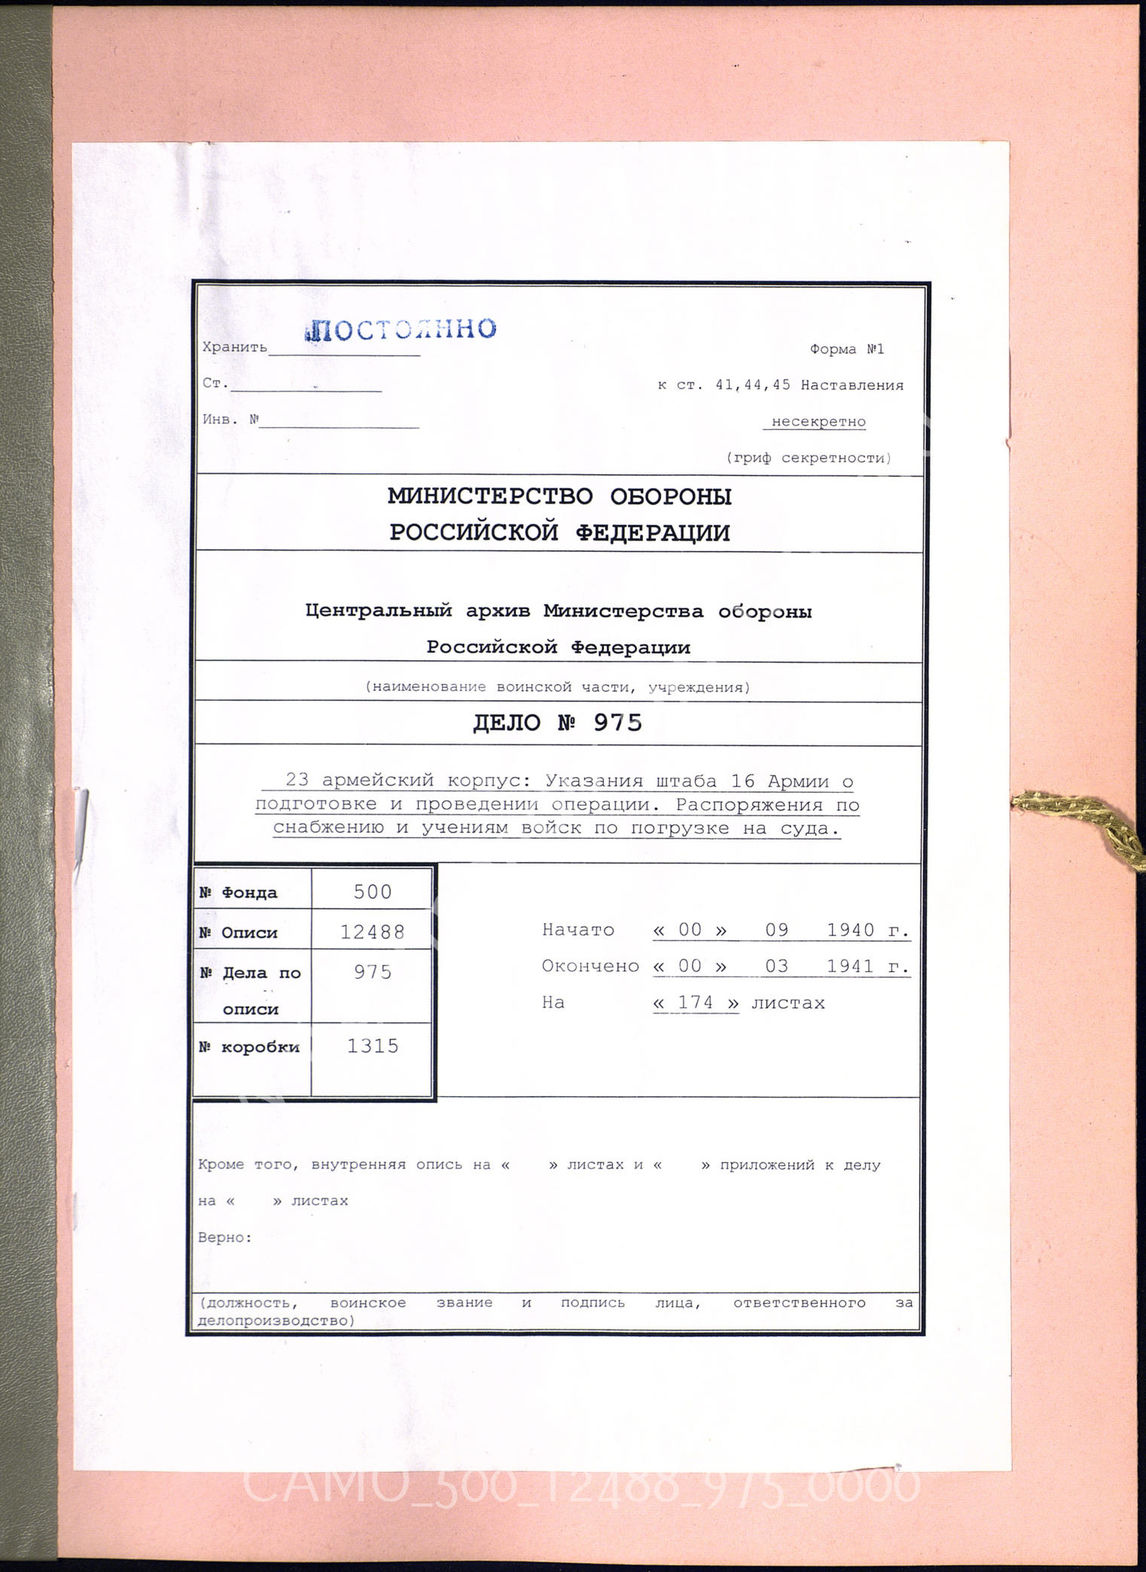 ПОСТОЯННО
Хранить
Форма №1
Ст.
к ст. 41,44,45 Наставления
Инв. №
несекретно
(гриф секретности)
МИНИСТЕРСТВО ОБОРОНЫ
РОССИЙСКОЙ ФЕДЕРАЦИИ
Центральный архив Министерства обороны
Российской Федерации
(наименование воинской части, учреждения)
ДЕЛО № 975
23 армейский корпус: Указания штаба 16 Армии о
подготовке и проведении операции. Распоряжения по
снабжению и учениям войск по погрузке на суда.
№ Фонда 500
№ Описи 12488
№ Дела по описи 975
№ коробки 1315
Начато « 00 » 09 1940 г.
Окончено « 00 » 03 1941 г.
На « 174 » листах
Кроме того, внутренняя опись на « » листах и « » приложений к делу
на « » листах
Верно:
(должность, воинское звание и подпись лица, ответственного за
делопроизводство)
CAMO_500_12488_975_0000